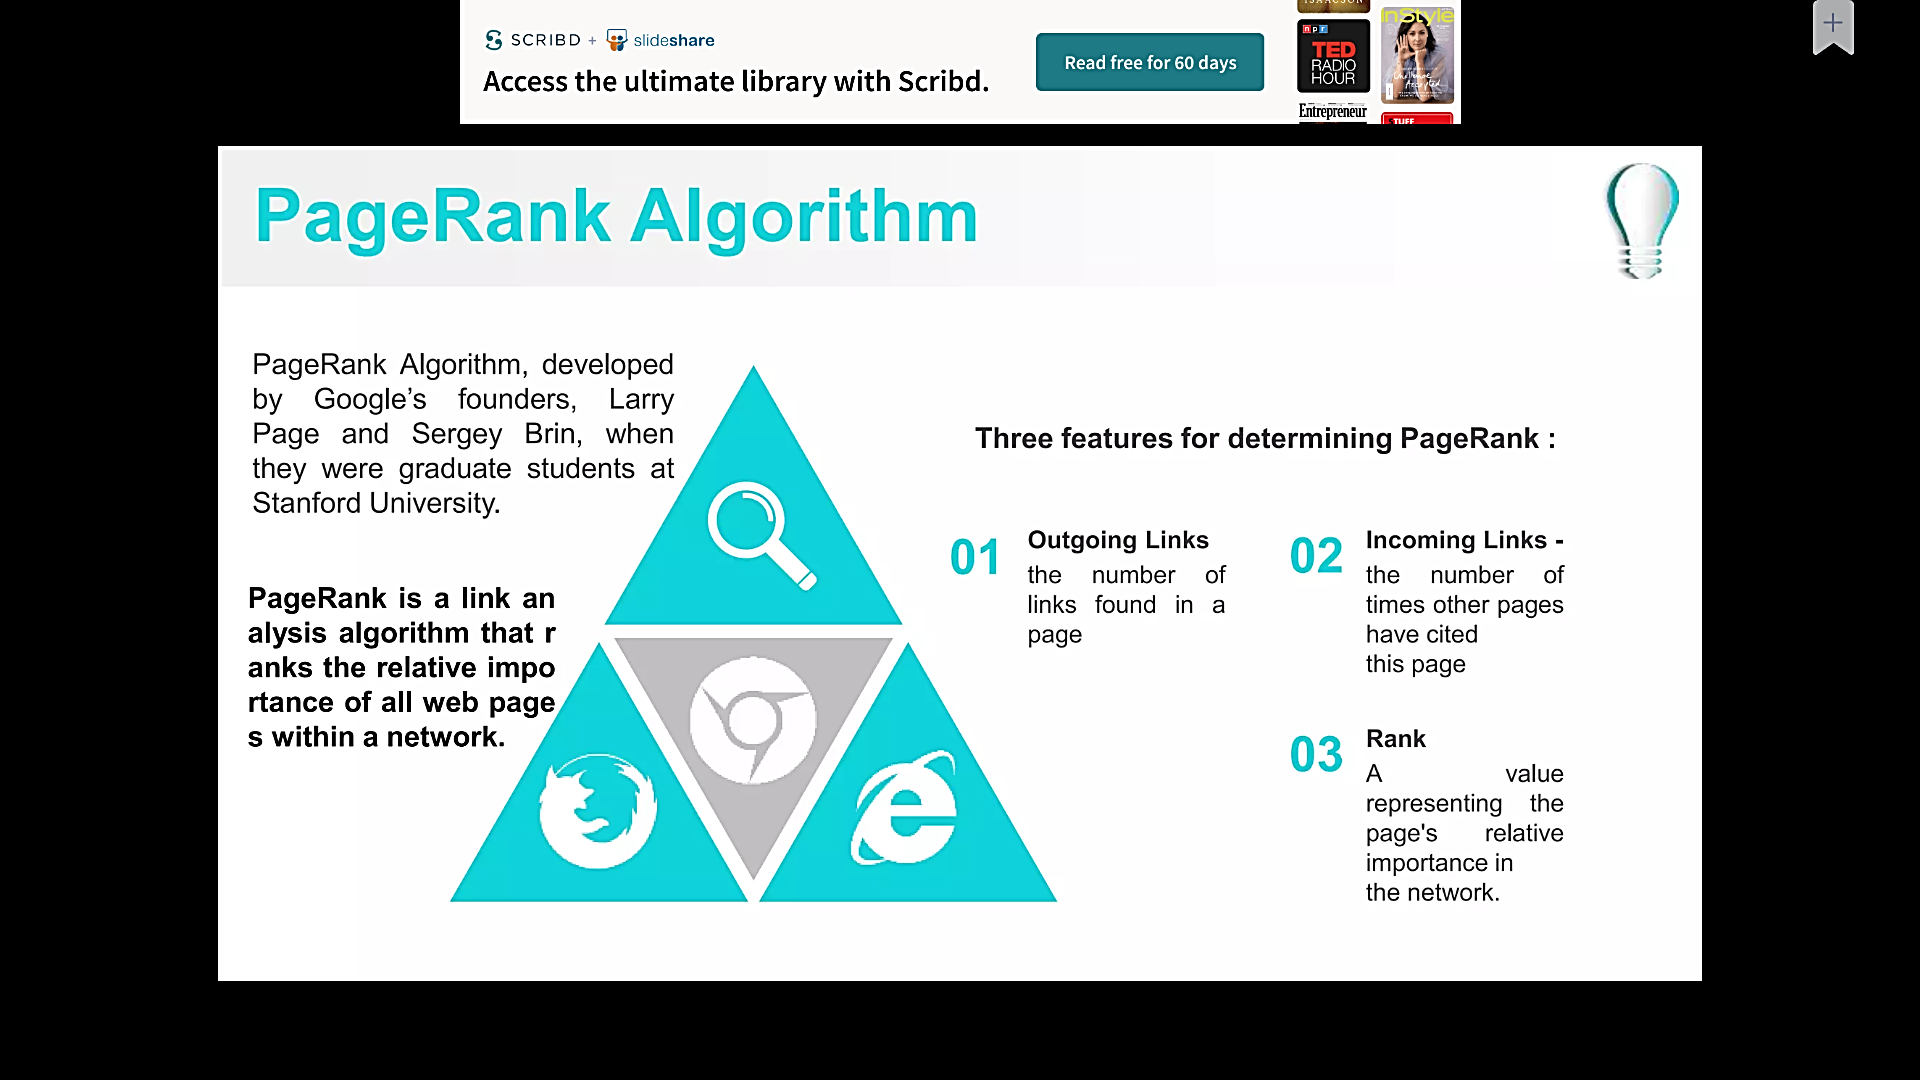 SCRIBD + slideshare
Access the ultimate library with Scribd.
Read free for 60 days
ISAACSON
npr
TED
RADIO
HOUR
Entrepreneur
InStyle
STUFF
PageRank Algorithm
PageRank Algorithm, developed
by Google’s founders, Larry
Page and Sergey Brin, when
they were graduate students at
Stanford University.
PageRank is a link an
alysis algorithm that r
anks the relative impo
rtance of all web page
s within a network.
Three features for determining PageRank :
01
Outgoing Links
the number of
links found in a
page
02
Incoming Links -
the number of
times other pages
have cited
this page
03
Rank
A value
representing the
page's relative
importance in
the network.